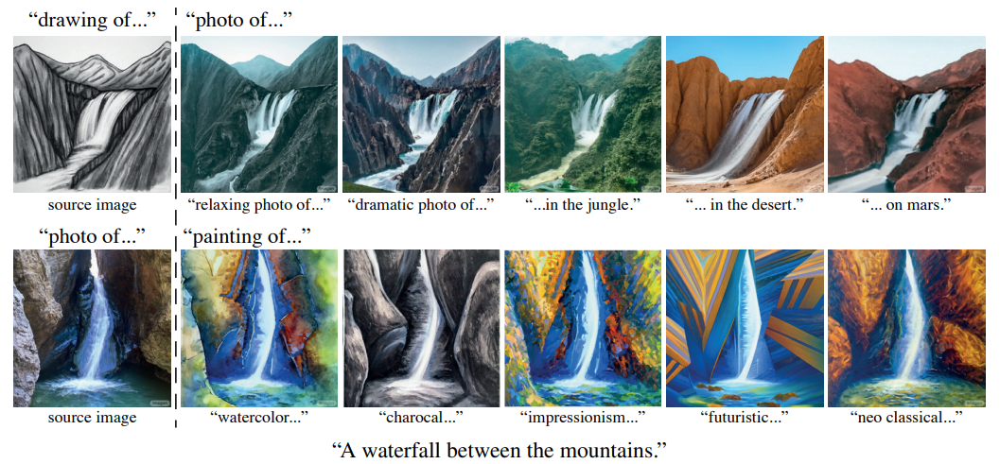 “drawing of...” “photo of...”
source image “relaxing photo of...” “dramatic photo of...” “...in the jungle.” “... in the desert.” “... on mars.”
“photo of...” “painting of...”
source image “watercolor...” “charocal...” “impressionism...” “futuristic...” “neo classical...”
“A waterfall between the mountains.”